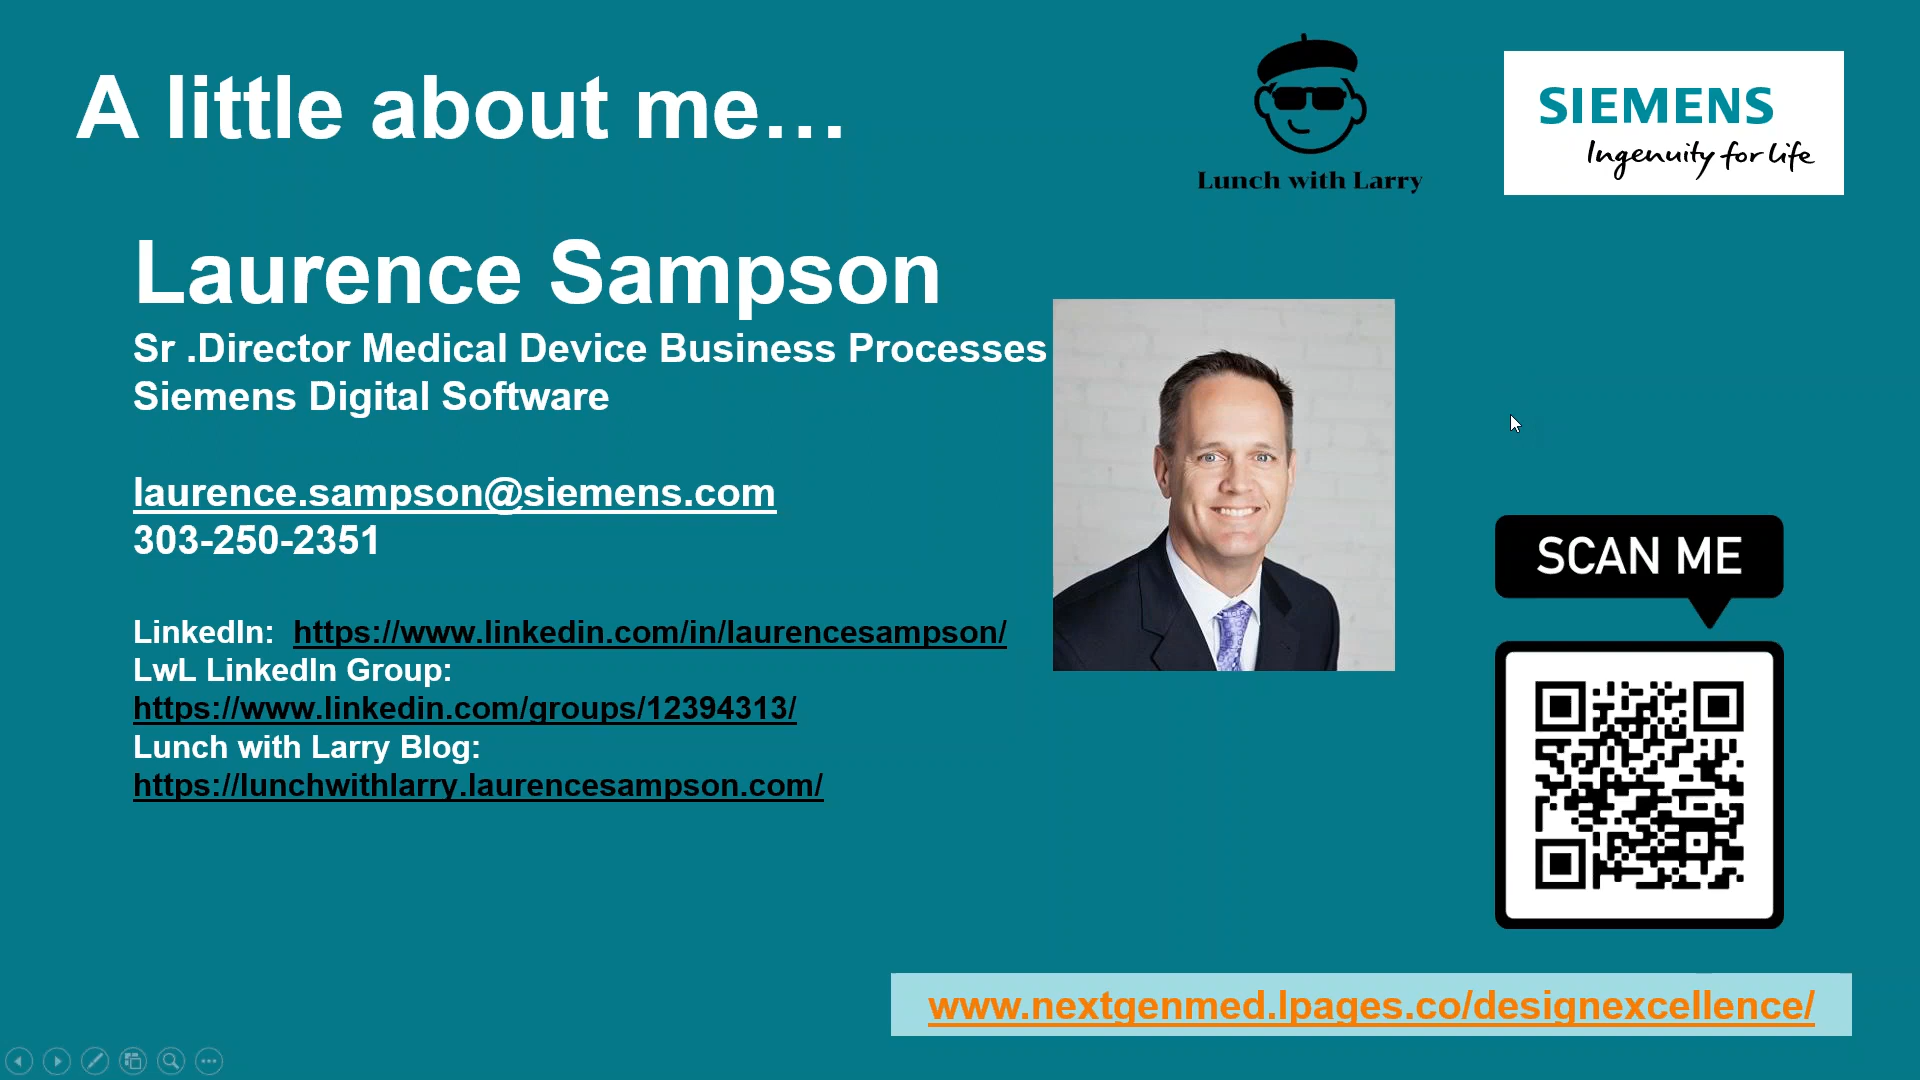 A little about me…
Lunch with Larry
SIEMENS
Ingenuity for life
Laurence Sampson
Sr .Director Medical Device Business Processes
Siemens Digital Software
laurence.sampson@siemens.com
303-250-2351
LinkedIn: https://www.linkedin.com/in/laurencesampson/
LwL LinkedIn Group:
https://www.linkedin.com/groups/12394313/
Lunch with Larry Blog:
https://lunchwithlarry.laurencesampson.com/
SCAN ME
www.nextgenmed.lpages.co/designexcellence/